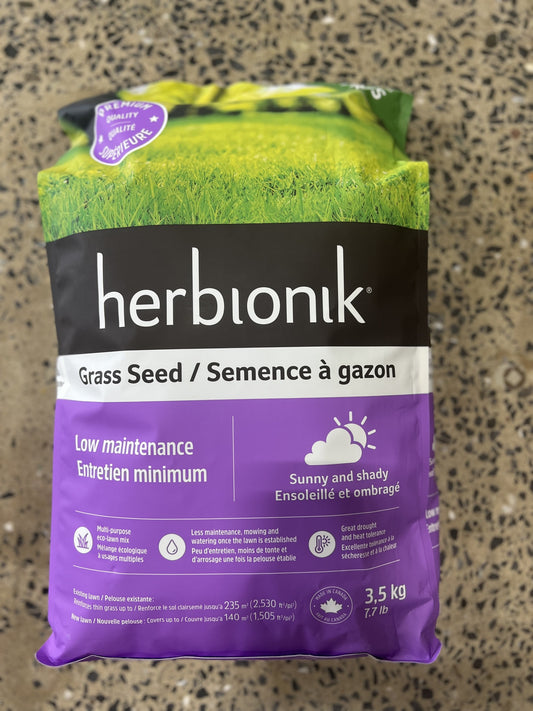 PREMIUM
QUALITY
QUALITÉ
SUPÉRIEURE
herbionik®
Grass Seed / Semence à gazon
Low maintenance
Entretien minimum
Sunny and shady
Ensoleillé et ombragé
Multi-purpose
eco-lawn mix
Mélange écologique
à usages multiples
Less maintenance, mowing and
watering once the lawn is established
Peu d'entretien, moins de tonte et
d'arrosage une fois la pelouse établie
Great drought
and heat tolerance
Excellente tolérance à la
sécheresse et à la chaleur
Existing lawn / Pelouse existante :
Reinforces thin grass up to / Renforce le sol clairsemé jusqu'à 235 m² (2,530 ft²/pi²)
New lawn / Nouvelle pelouse : Covers up to / Couvre jusqu'à 140 m² (1,505 ft²/pi²)
MADE IN CANADA
FAIT AU CANADA
3,5 kg
7.7 lb